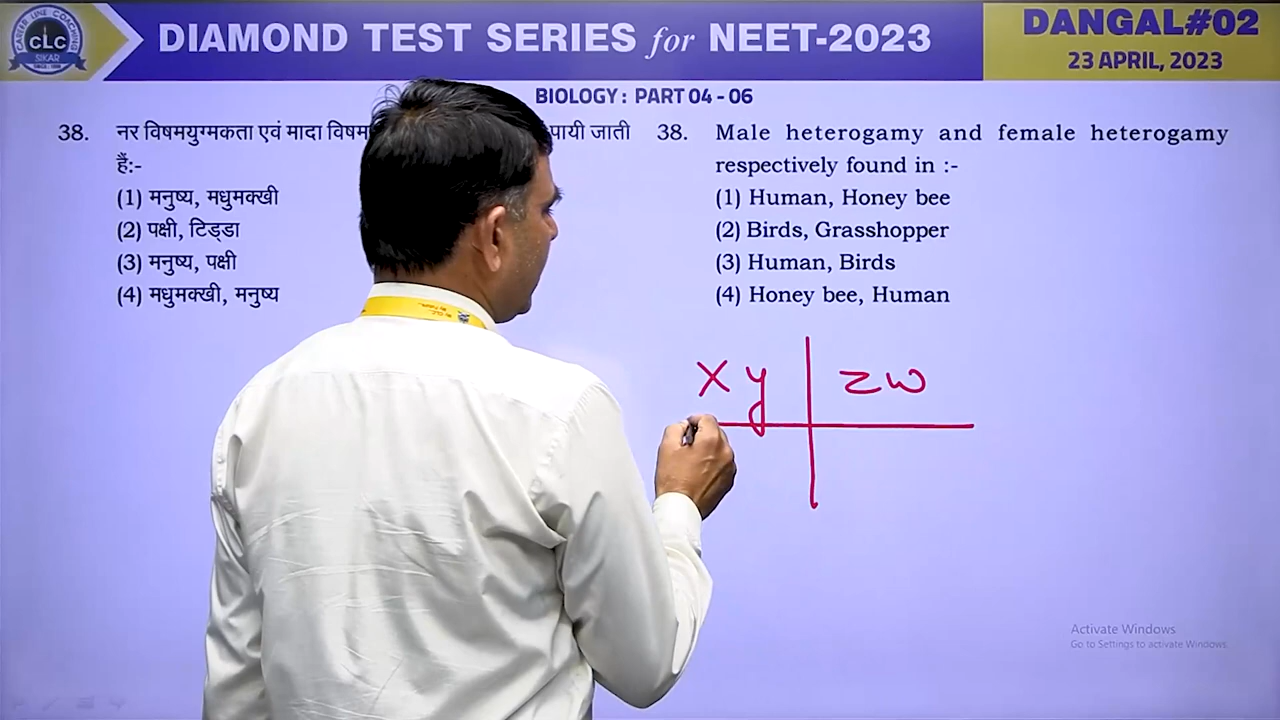 CAREER LINE COACHING
CLC
SIKAR
DIAMOND TEST SERIES for NEET-2023
DANGAL#02
23 APRIL, 2023
BIOLOGY : PART 04 - 06
38. नर विषमयुग्मकता एवं मादा पायी जाती
हैं:-
(1) मनुष्य, मधुमक्खी
(2) पक्षी, टिड्डा
(3) मनुष्य, पक्षी
(4) मधुमक्खी, मनुष्य
38. Male heterogamy and female heterogamy
respectively found in :-
(1) Human, Honey bee
(2) Birds, Grasshopper
(3) Human, Birds
(4) Honey bee, Human
xy zw
Activate Windows
Go to Settings to activate Windows.